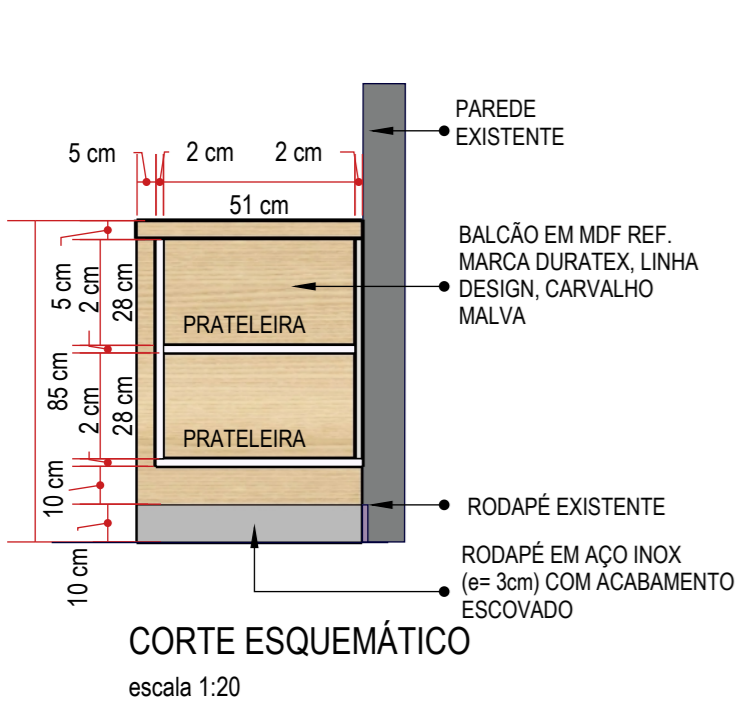 PAREDE
EXISTENTE
5 cm
2 cm
2 cm
51 cm
BALCÃO EM MDF REF.
MARCA DURATEX, LINHA
DESIGN, CARVALHO
MALVA
5 cm
2 cm
28 cm
PRATELEIRA
85 cm
2 cm
28 cm
PRATELEIRA
10 cm
RODAPÉ EXISTENTE
10 cm
RODAPÉ EM AÇO INOX
(e= 3cm) COM ACABAMENTO
ESCOVADO
CORTE ESQUEMÁTICO
escala 1:20